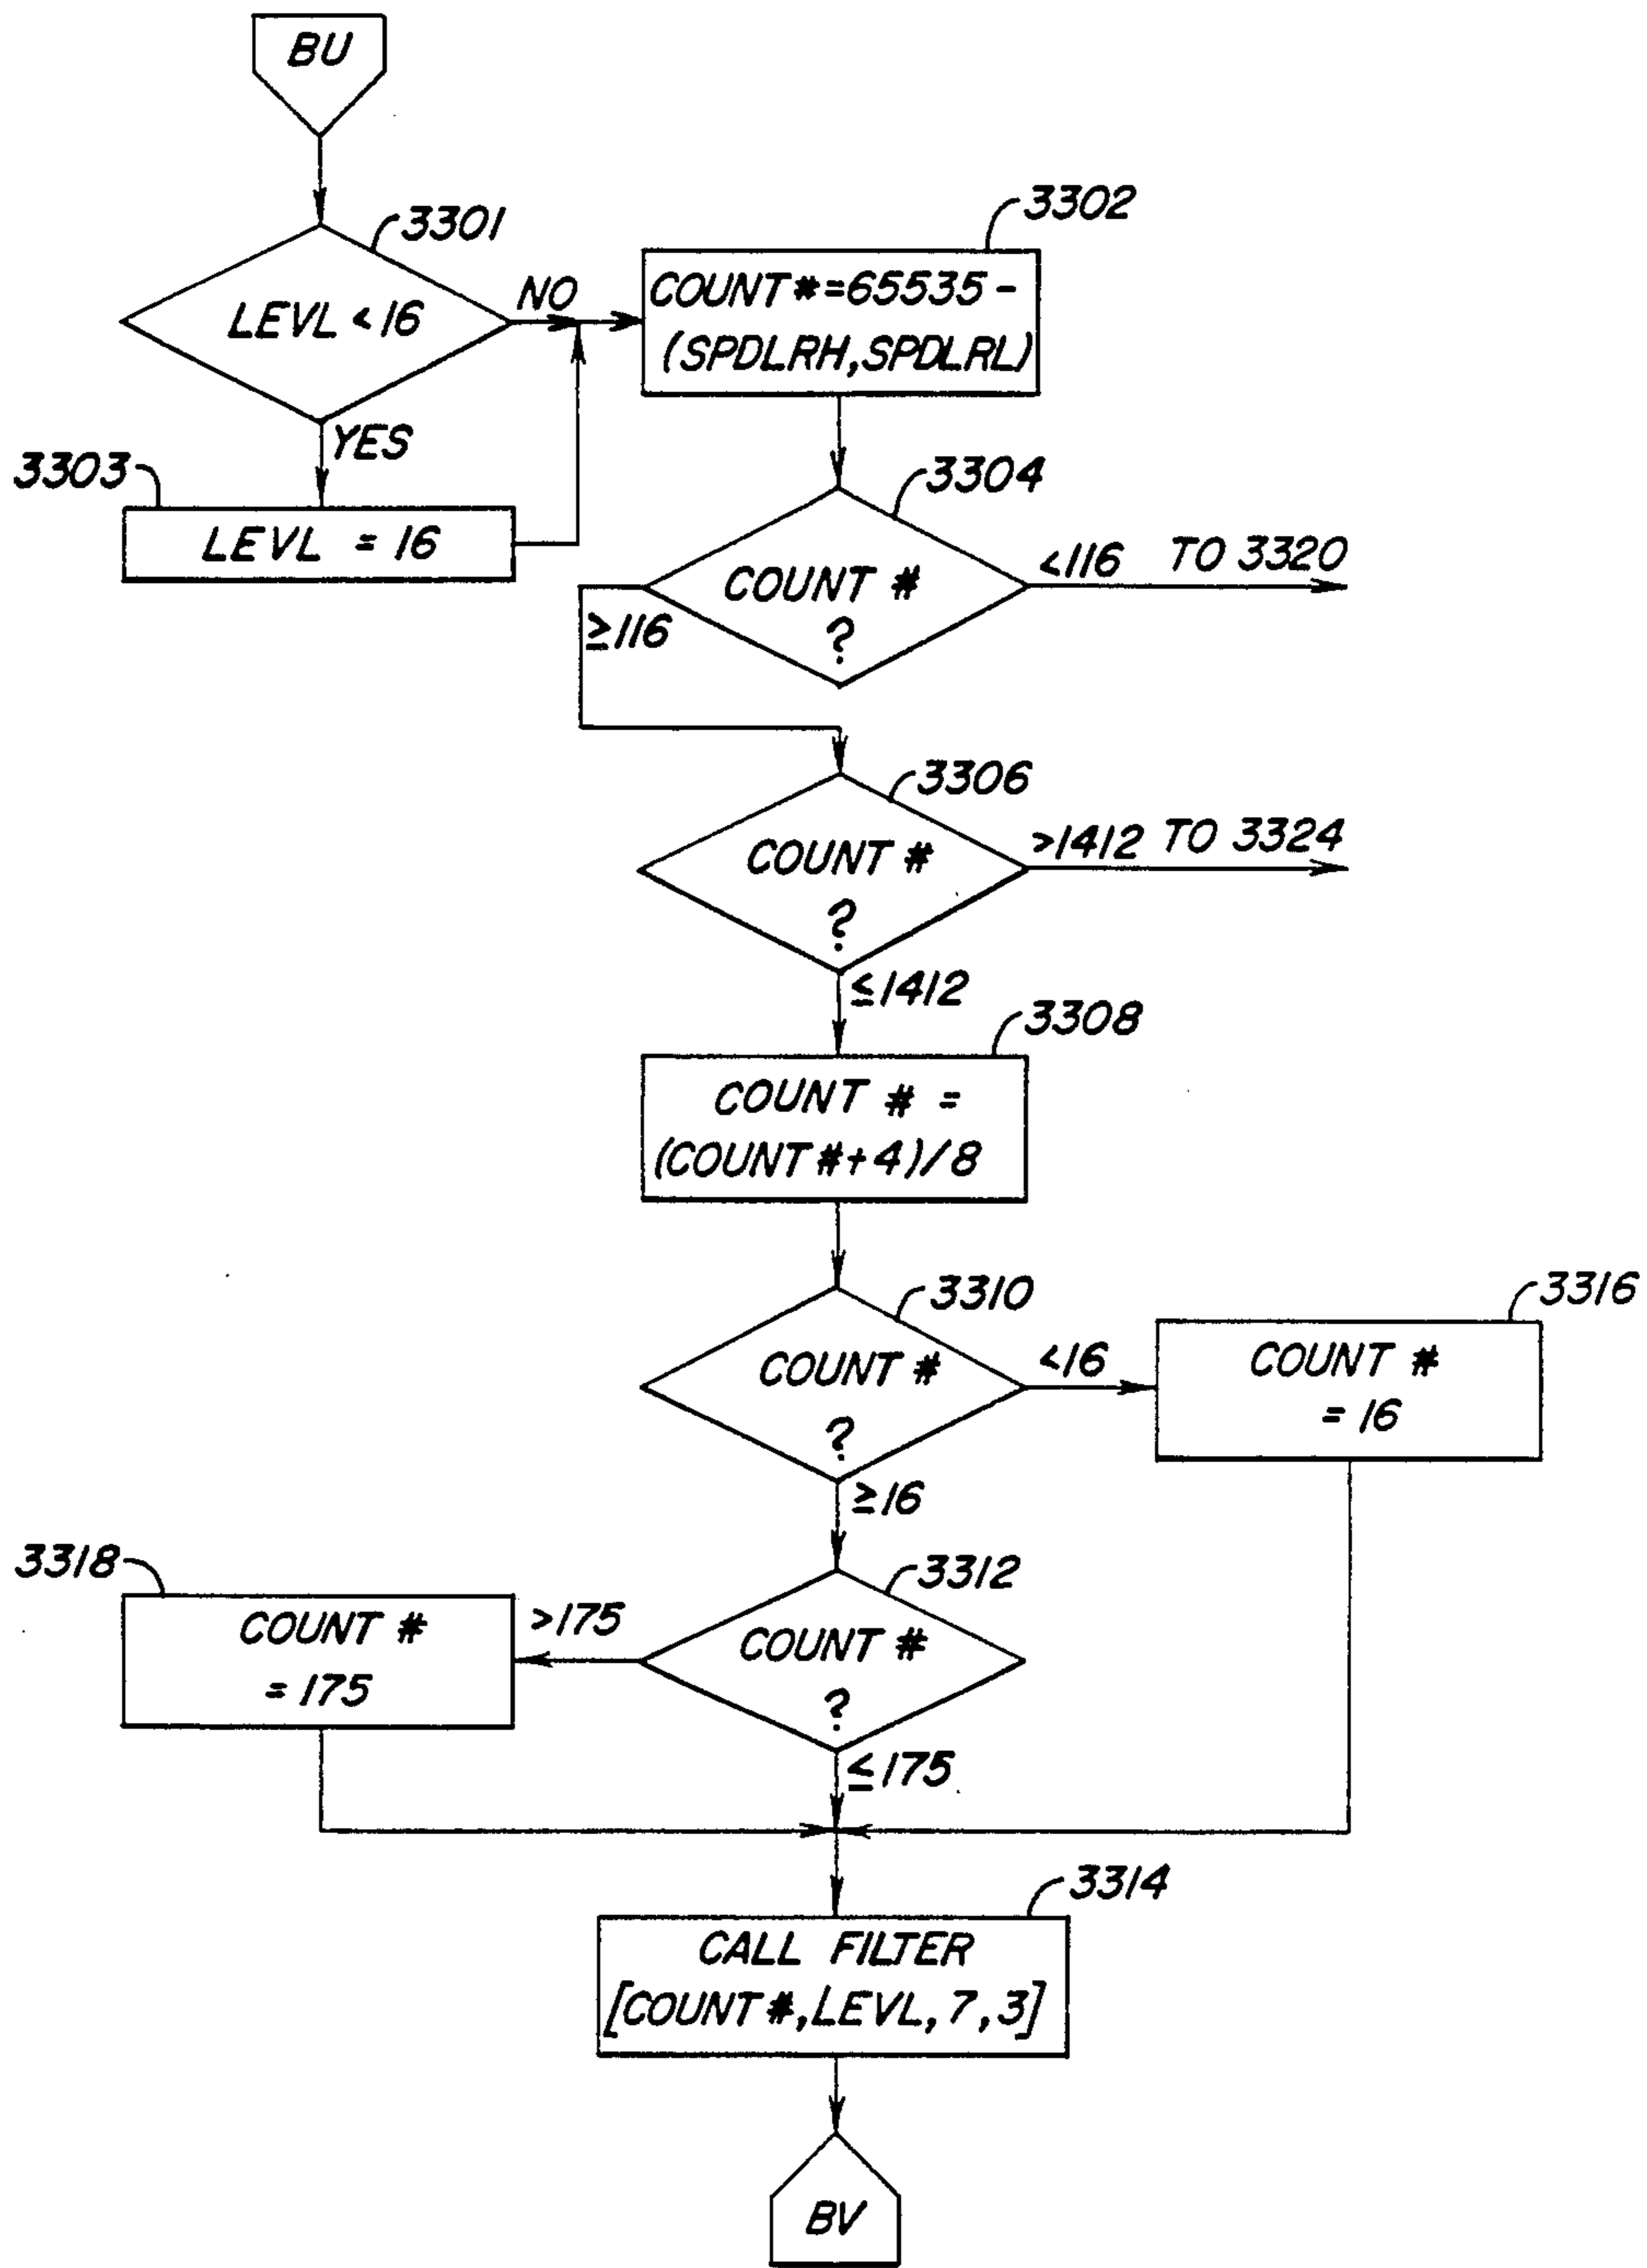 BU
3301
LEVL < 16
NO
YES
3303
LEVL = 16
3302
COUNT # = 65535 -
(SPDLRH, SPDLRL)
3304
COUNT #
?
<116 TO 3320
≥116
3306
COUNT #
?
>1412 TO 3324
≤1412
3308
COUNT # =
(COUNT # + 4) / 8
3310
COUNT #
?
<16
3316
COUNT #
= 16
≥16
3312
COUNT #
?
>175
3318
COUNT #
= 175
≤175
3314
CALL FILTER
[COUNT #, LEVL, 7, 3]
BV